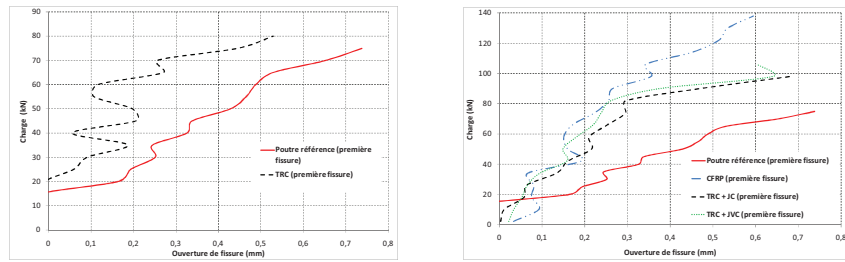 90
80
70
60
50
40
30
20
10
0
Charge (kN)
0 0,1 0,2 0,3 0,4 0,5 0,6 0,7 0,8
Ouverture de fissure (mm)
Poutre référence (première fissure)
TRC (première fissure)
140
120
100
80
60
40
20
0
Charge (kN)
0 0,1 0,2 0,3 0,4 0,5 0,6 0,7 0,8
Ouverture de fissure (mm)
Poutre référence (première fissure)
CFRP (première fissure)
TRC + JC (première fissure)
TRC + JVC (première fissure)